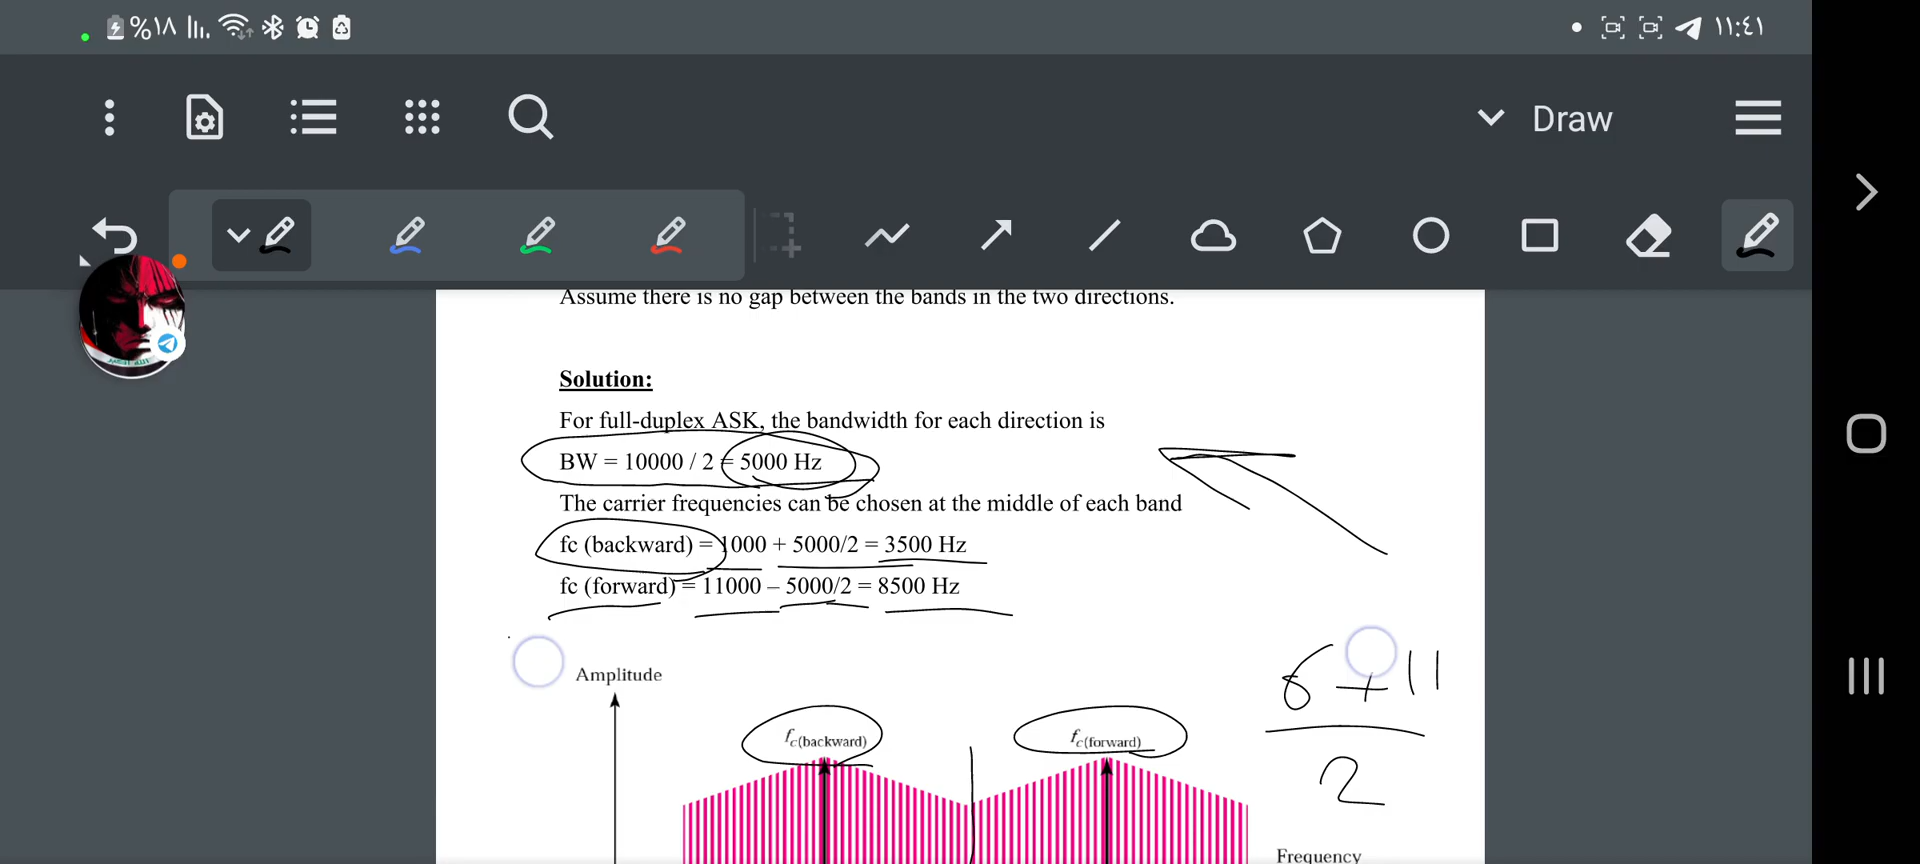 %١٨
١١:٤١
Draw
Assume there is no gap between the bands in the two directions.
Solution:
For full-duplex ASK, the bandwidth for each direction is
BW = 10000 / 2 = 5000 Hz
The carrier frequencies can be chosen at the middle of each band
fc (backward) = 1000 + 5000/2 = 3500 Hz
fc (forward) = 11000 – 5000/2 = 8500 Hz
Amplitude
6 + 11
2
fc(backward)
fc(forward)
Frequency